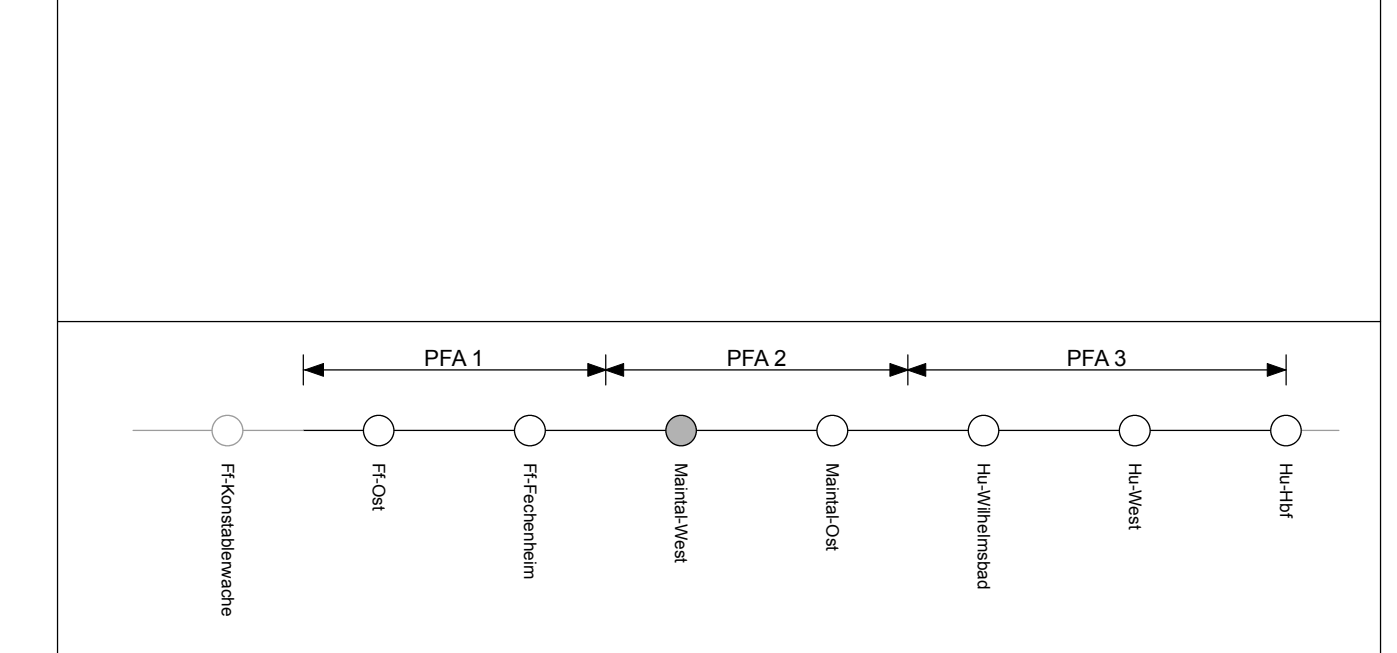 PFA 1
PFA 2
PFA 3
Ff-Konstablerwache
Ff-Ost
Ff-Fechenheim
Maintal-West
Maintal-Ost
Hu-Wilhelmsbad
Hu-West
Hu-Hbf